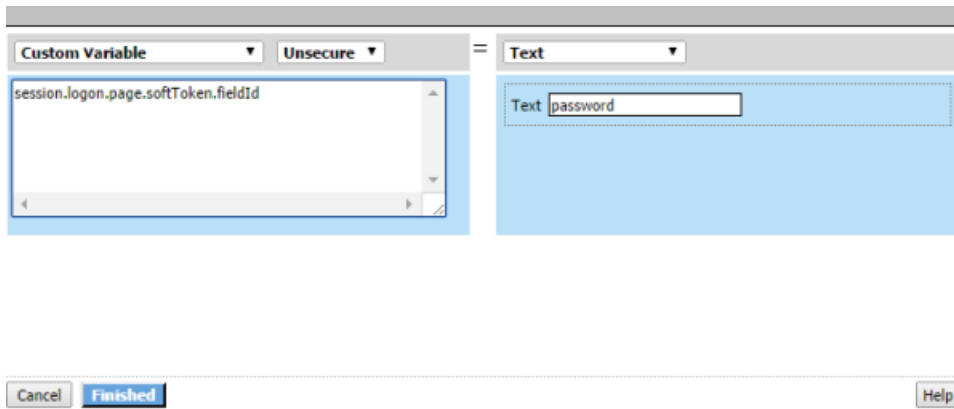 Custom Variable Unsecure = Text
session.logon.page.softToken.fieldId
Text password
Cancel Finished Help